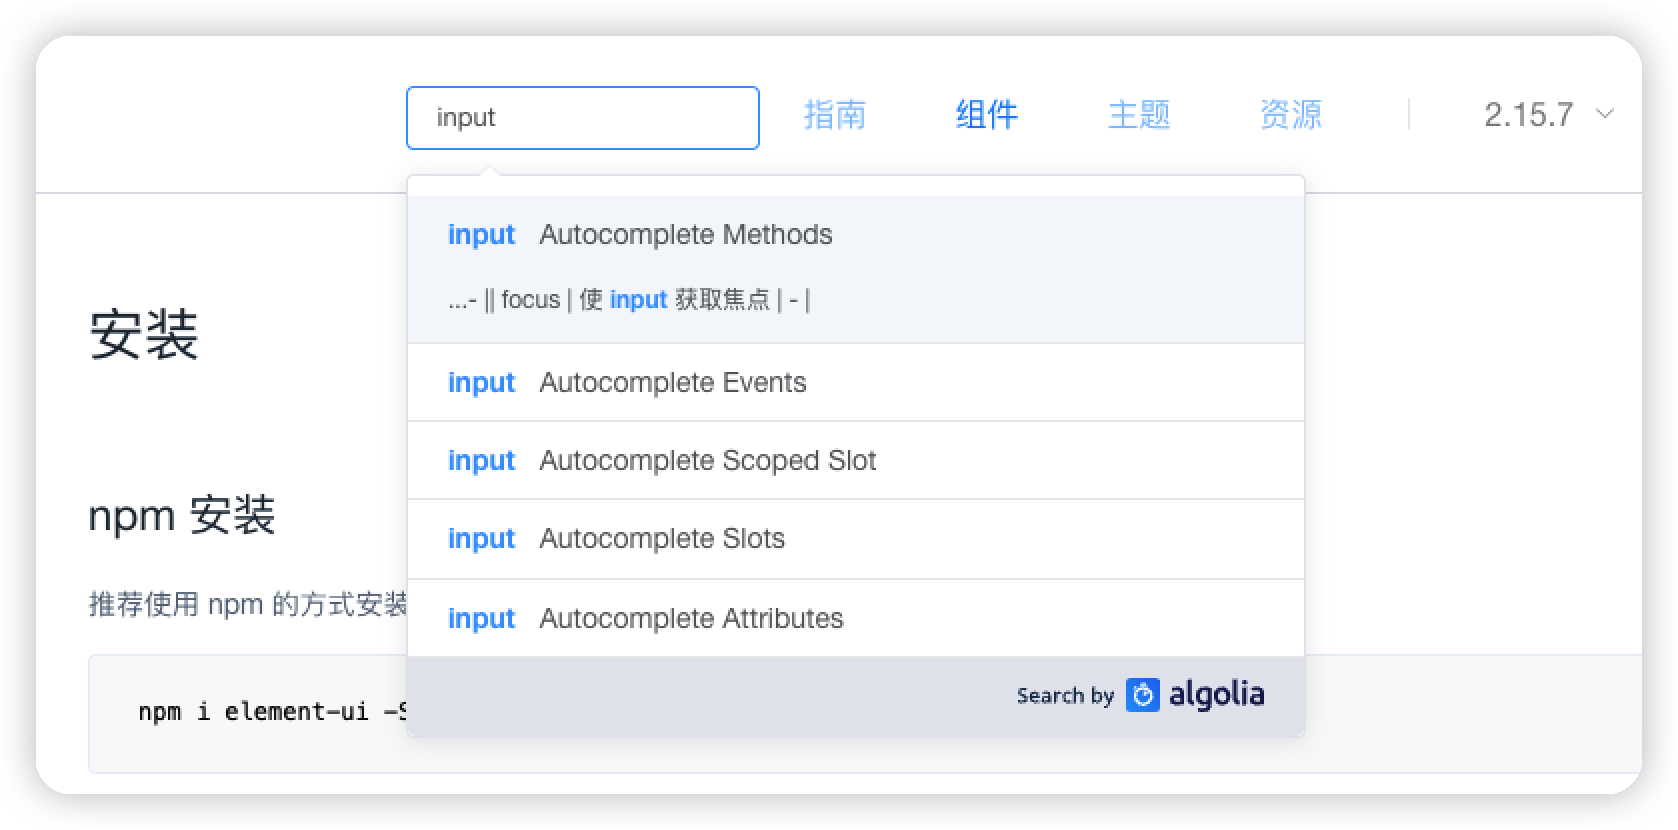 input 指南 组件 主题 资源 2.15.7
input Autocomplete Methods
...- || focus | 使 input 获取焦点 | - |
input Autocomplete Events
input Autocomplete Scoped Slot
input Autocomplete Slots
input Autocomplete Attributes
Search by algolia
安装
npm 安装
推荐使用 npm 的方式安装
npm i element-ui -S